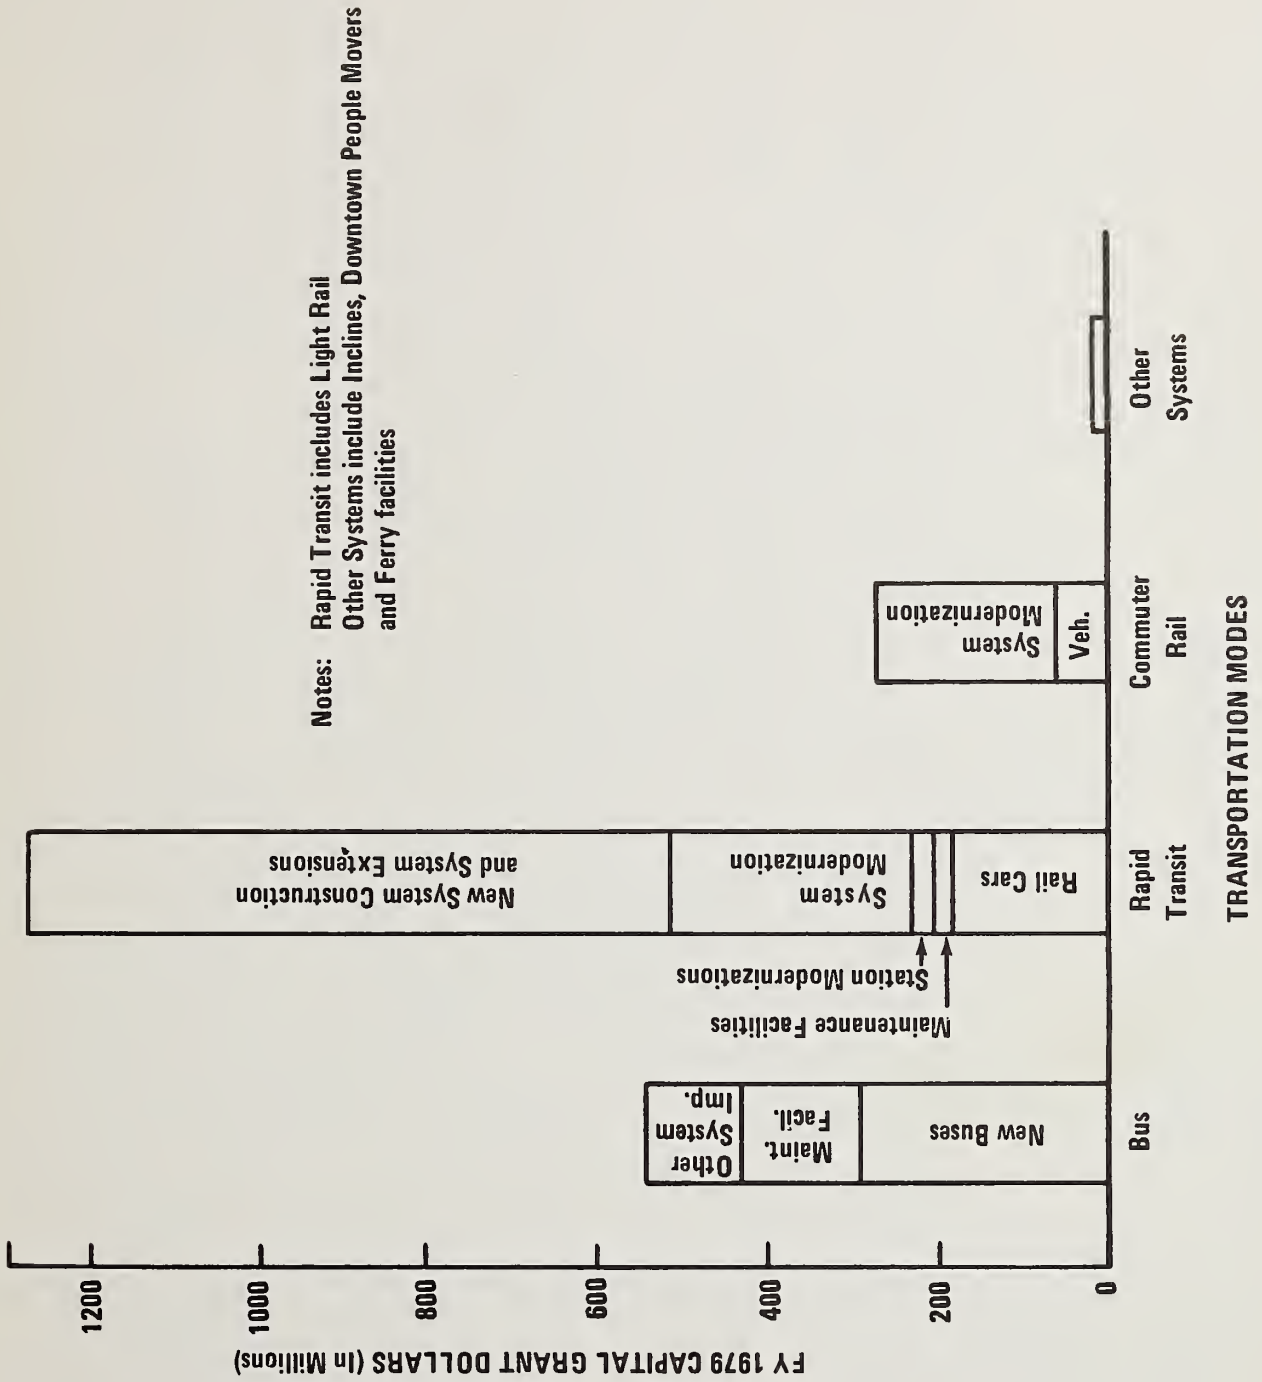 Notes: Rapid Transit includes Light Rail
Other Systems include Inclines, Downtown People Movers
and Ferry facilities
FY 1979 CAPITAL GRANT DOLLARS (In Millions)
1200
1000
800
600
400
200
0
Other
System
Imp.
Maint.
Facil.
New Buses
New System Construction
and System Extensions
System
Modernization
Station Modernizations
Maintenance Facilities
Rail Cars
System
Modernization
Veh.
Bus
Rapid
Transit
Commuter
Rail
Other
Systems
TRANSPORTATION MODES